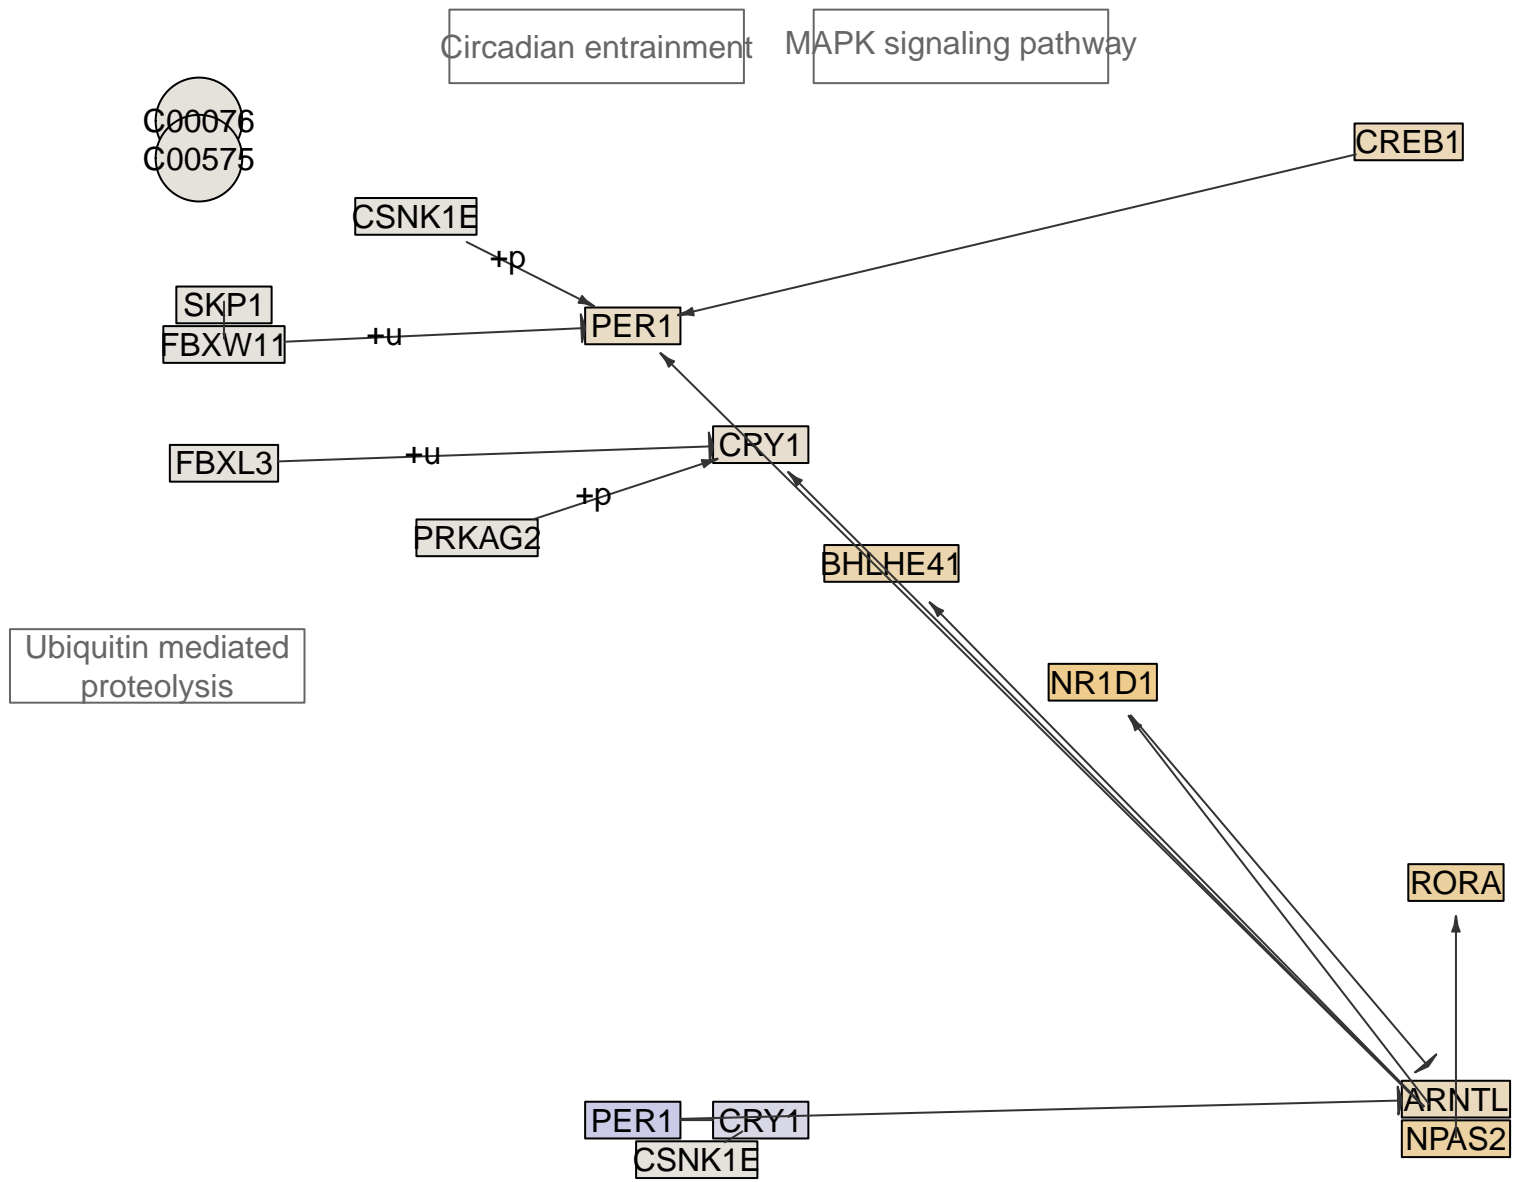 Circadian entrainment
MAPK signaling pathway
C00076
CREB1
C00575
CSNK1E
+p
SKP1
PER1
FBXW11
+u
CRY1
FBXL3
+u
+p
PRKAG2
BHLHE41
Ubiquitin mediated
proteolysis
NR1D1
RORA
ARNTL
PER1
CRY1
NPAS2
CSNK1E